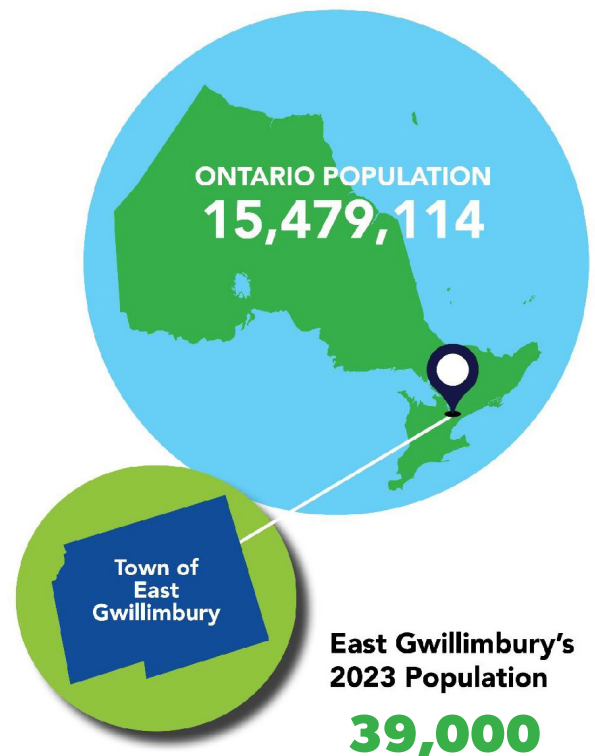 ONTARIO POPULATION
15,479,114
Town of
East
Gwillimbury
East Gwillimbury’s
2023 Population
39,000